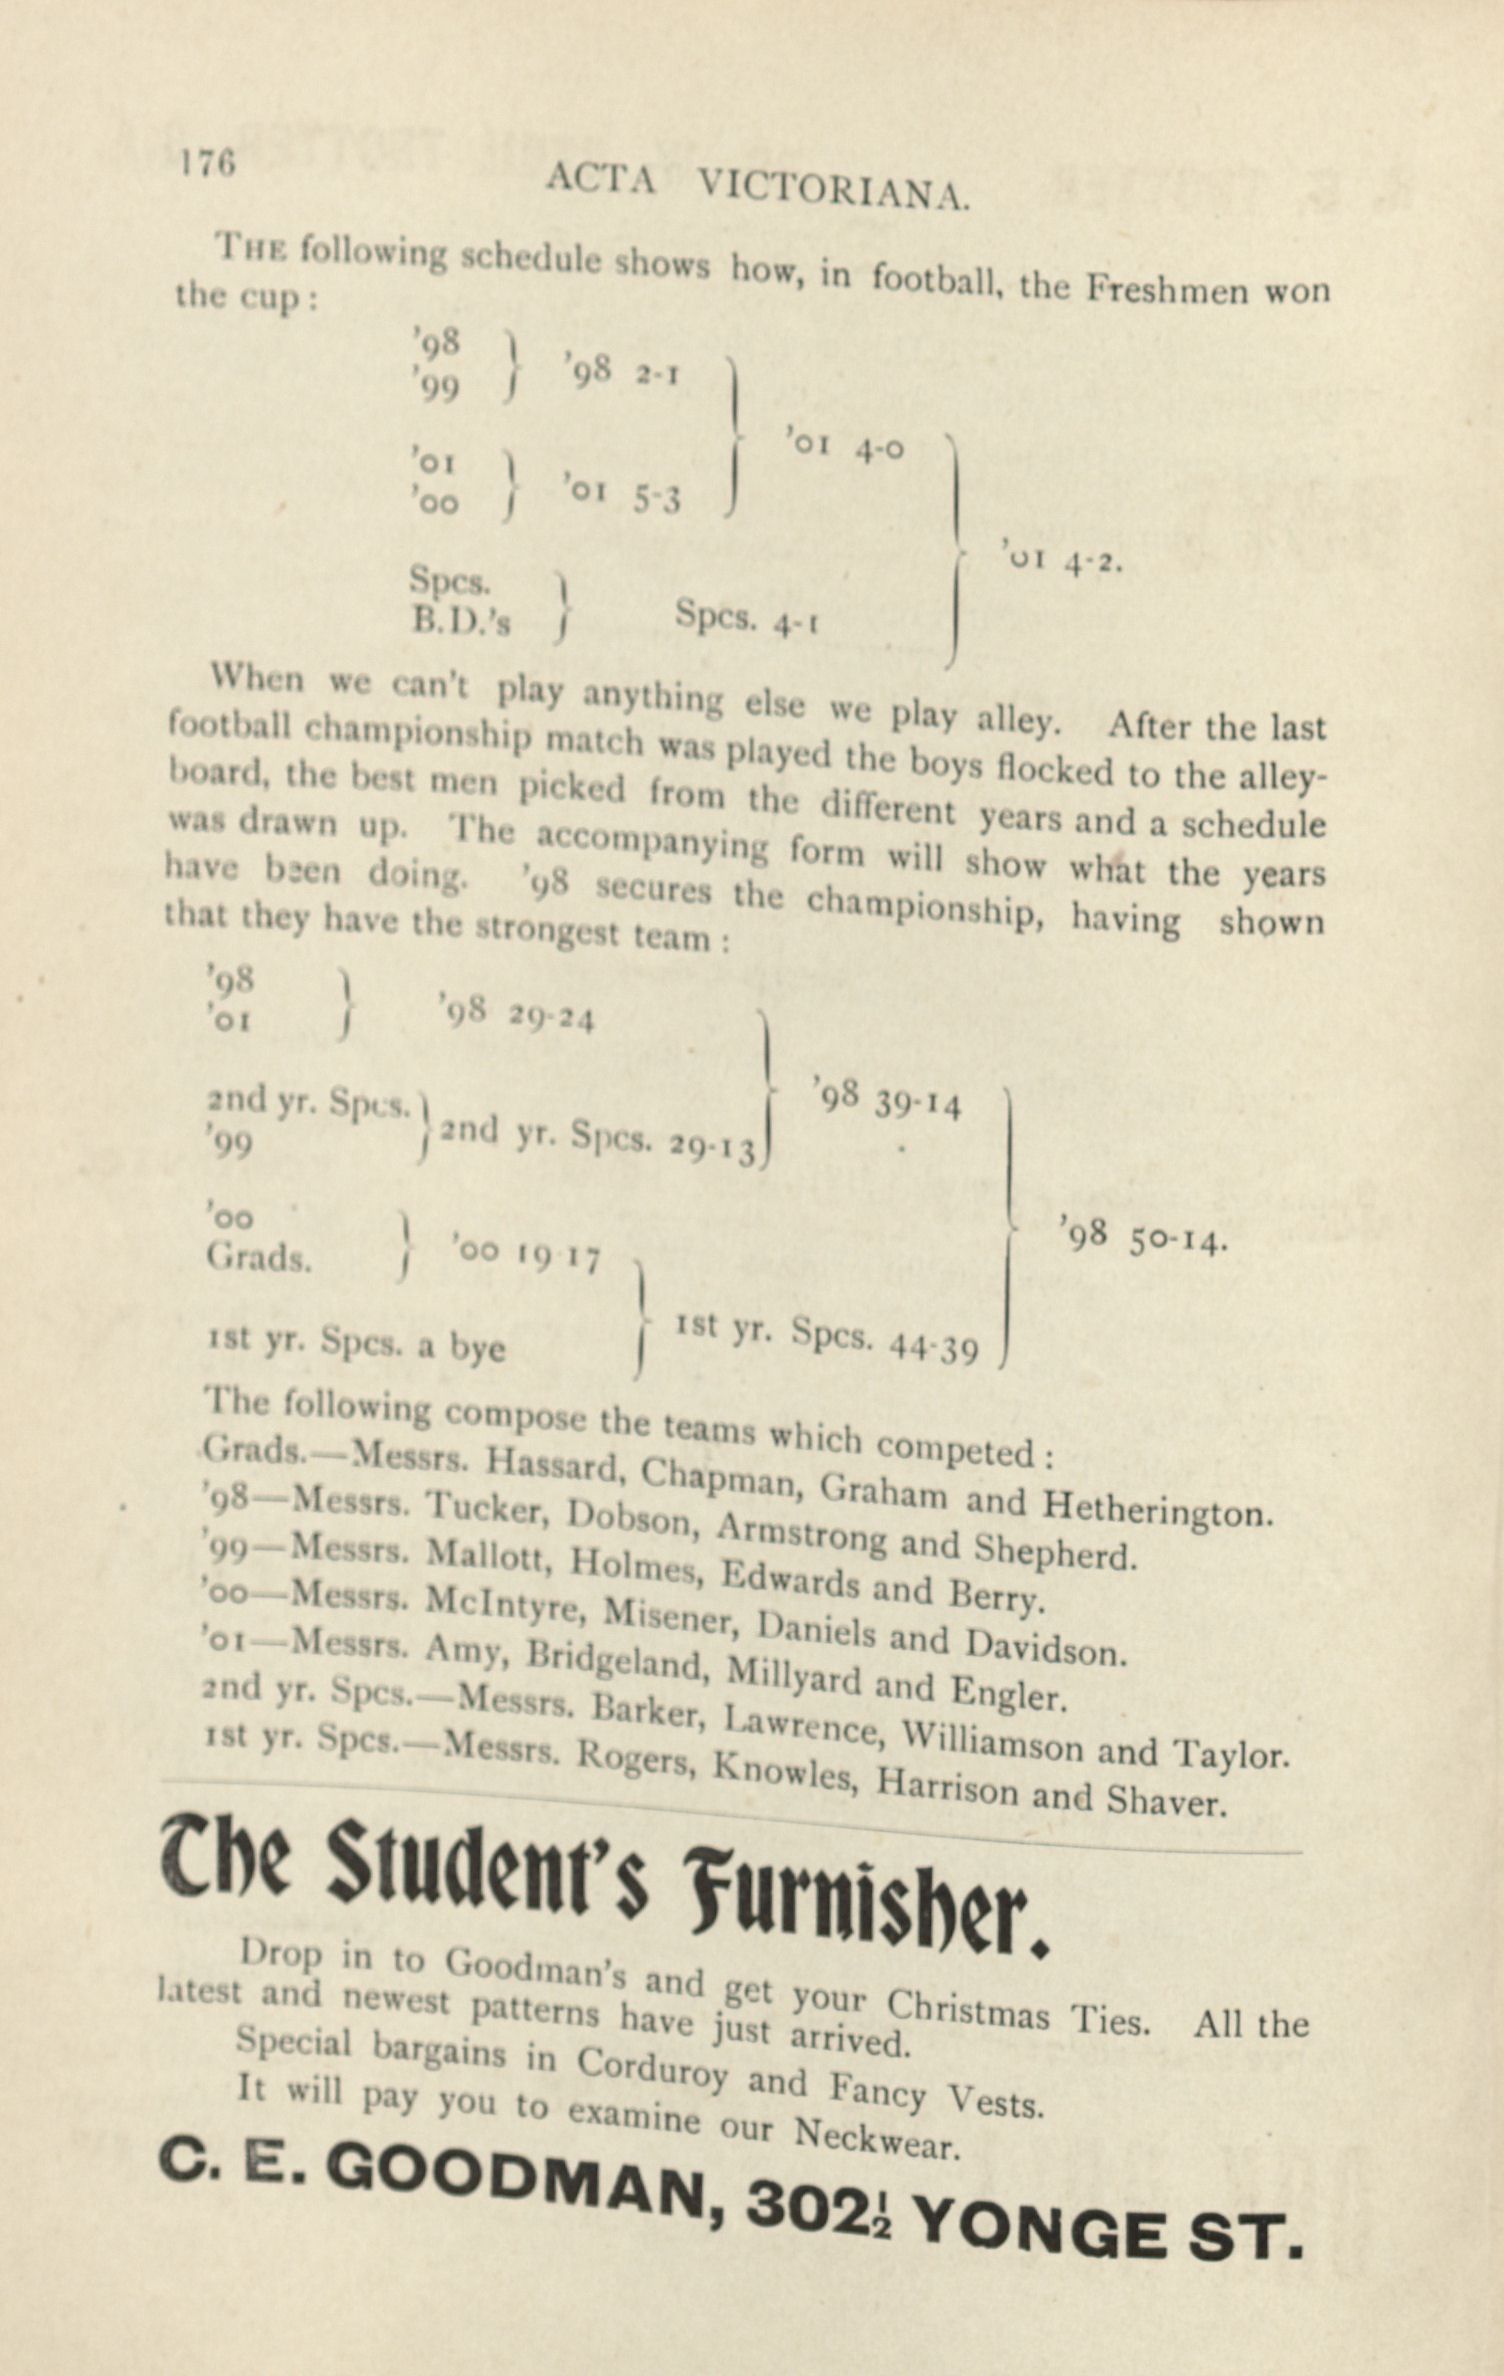 176
ACTA VICTORIANA.
THE following schedule shows how, in football, the Freshmen won
the cup :
'98
'99
'98 2-1
'01
'00
'01 5-3
'01 4-0
Spcs.
B.D.'s
Spcs. 4-1
'01 4-2.
When we can't play anything else we play alley. After the last
football championship match was played the boys flocked to the alley-
board, the best men picked from the different years and a schedule
was drawn up. The accompanying form will show what the years
have been doing. '98 secures the championship, having shown
that they have the strongest team :
'98
'01
'98 29-24
2nd yr. Spcs.
'99
2nd yr. Spcs. 29-13
'98 39-14
'00
Grads.
'00 19 17
1st yr. Spcs. a bye
1st yr. Spcs. 44-39
'98 50-14.
The following compose the teams which competed :
Grads.—Messrs. Hassard, Chapman, Graham and Hetherington.
'98—Messrs. Tucker, Dobson, Armstrong and Shepherd.
'99—Messrs. Mallott, Holmes, Edwards and Berry.
'00—Messrs. McIntyre, Misener, Daniels and Davidson.
'01—Messrs. Amy, Bridgeland, Millyard and Engler.
2nd yr. Spcs.—Messrs. Barker, Lawrence, Williamson and Taylor.
1st yr. Spcs.—Messrs. Rogers, Knowles, Harrison and Shaver.
The Student's Furnisher.
Drop in to Goodman's and get your Christmas Ties. All the
latest and newest patterns have just arrived.
Special bargains in Corduroy and Fancy Vests.
It will pay you to examine our Neckwear.
C. E. GOODMAN, 302½ YONGE ST.